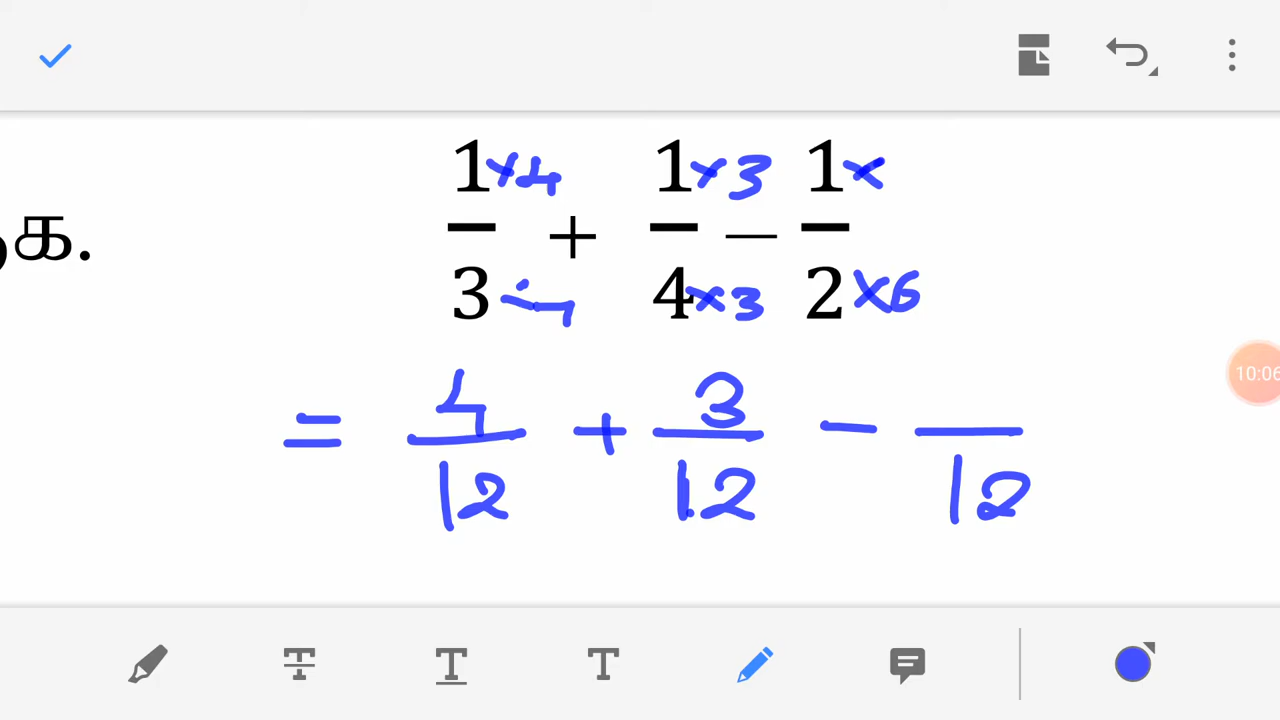 க.
1×4 1×3 1×
— + — − —
3 4×3 2×6
= 4/12 + 3/12 − /12
10:06
T T T